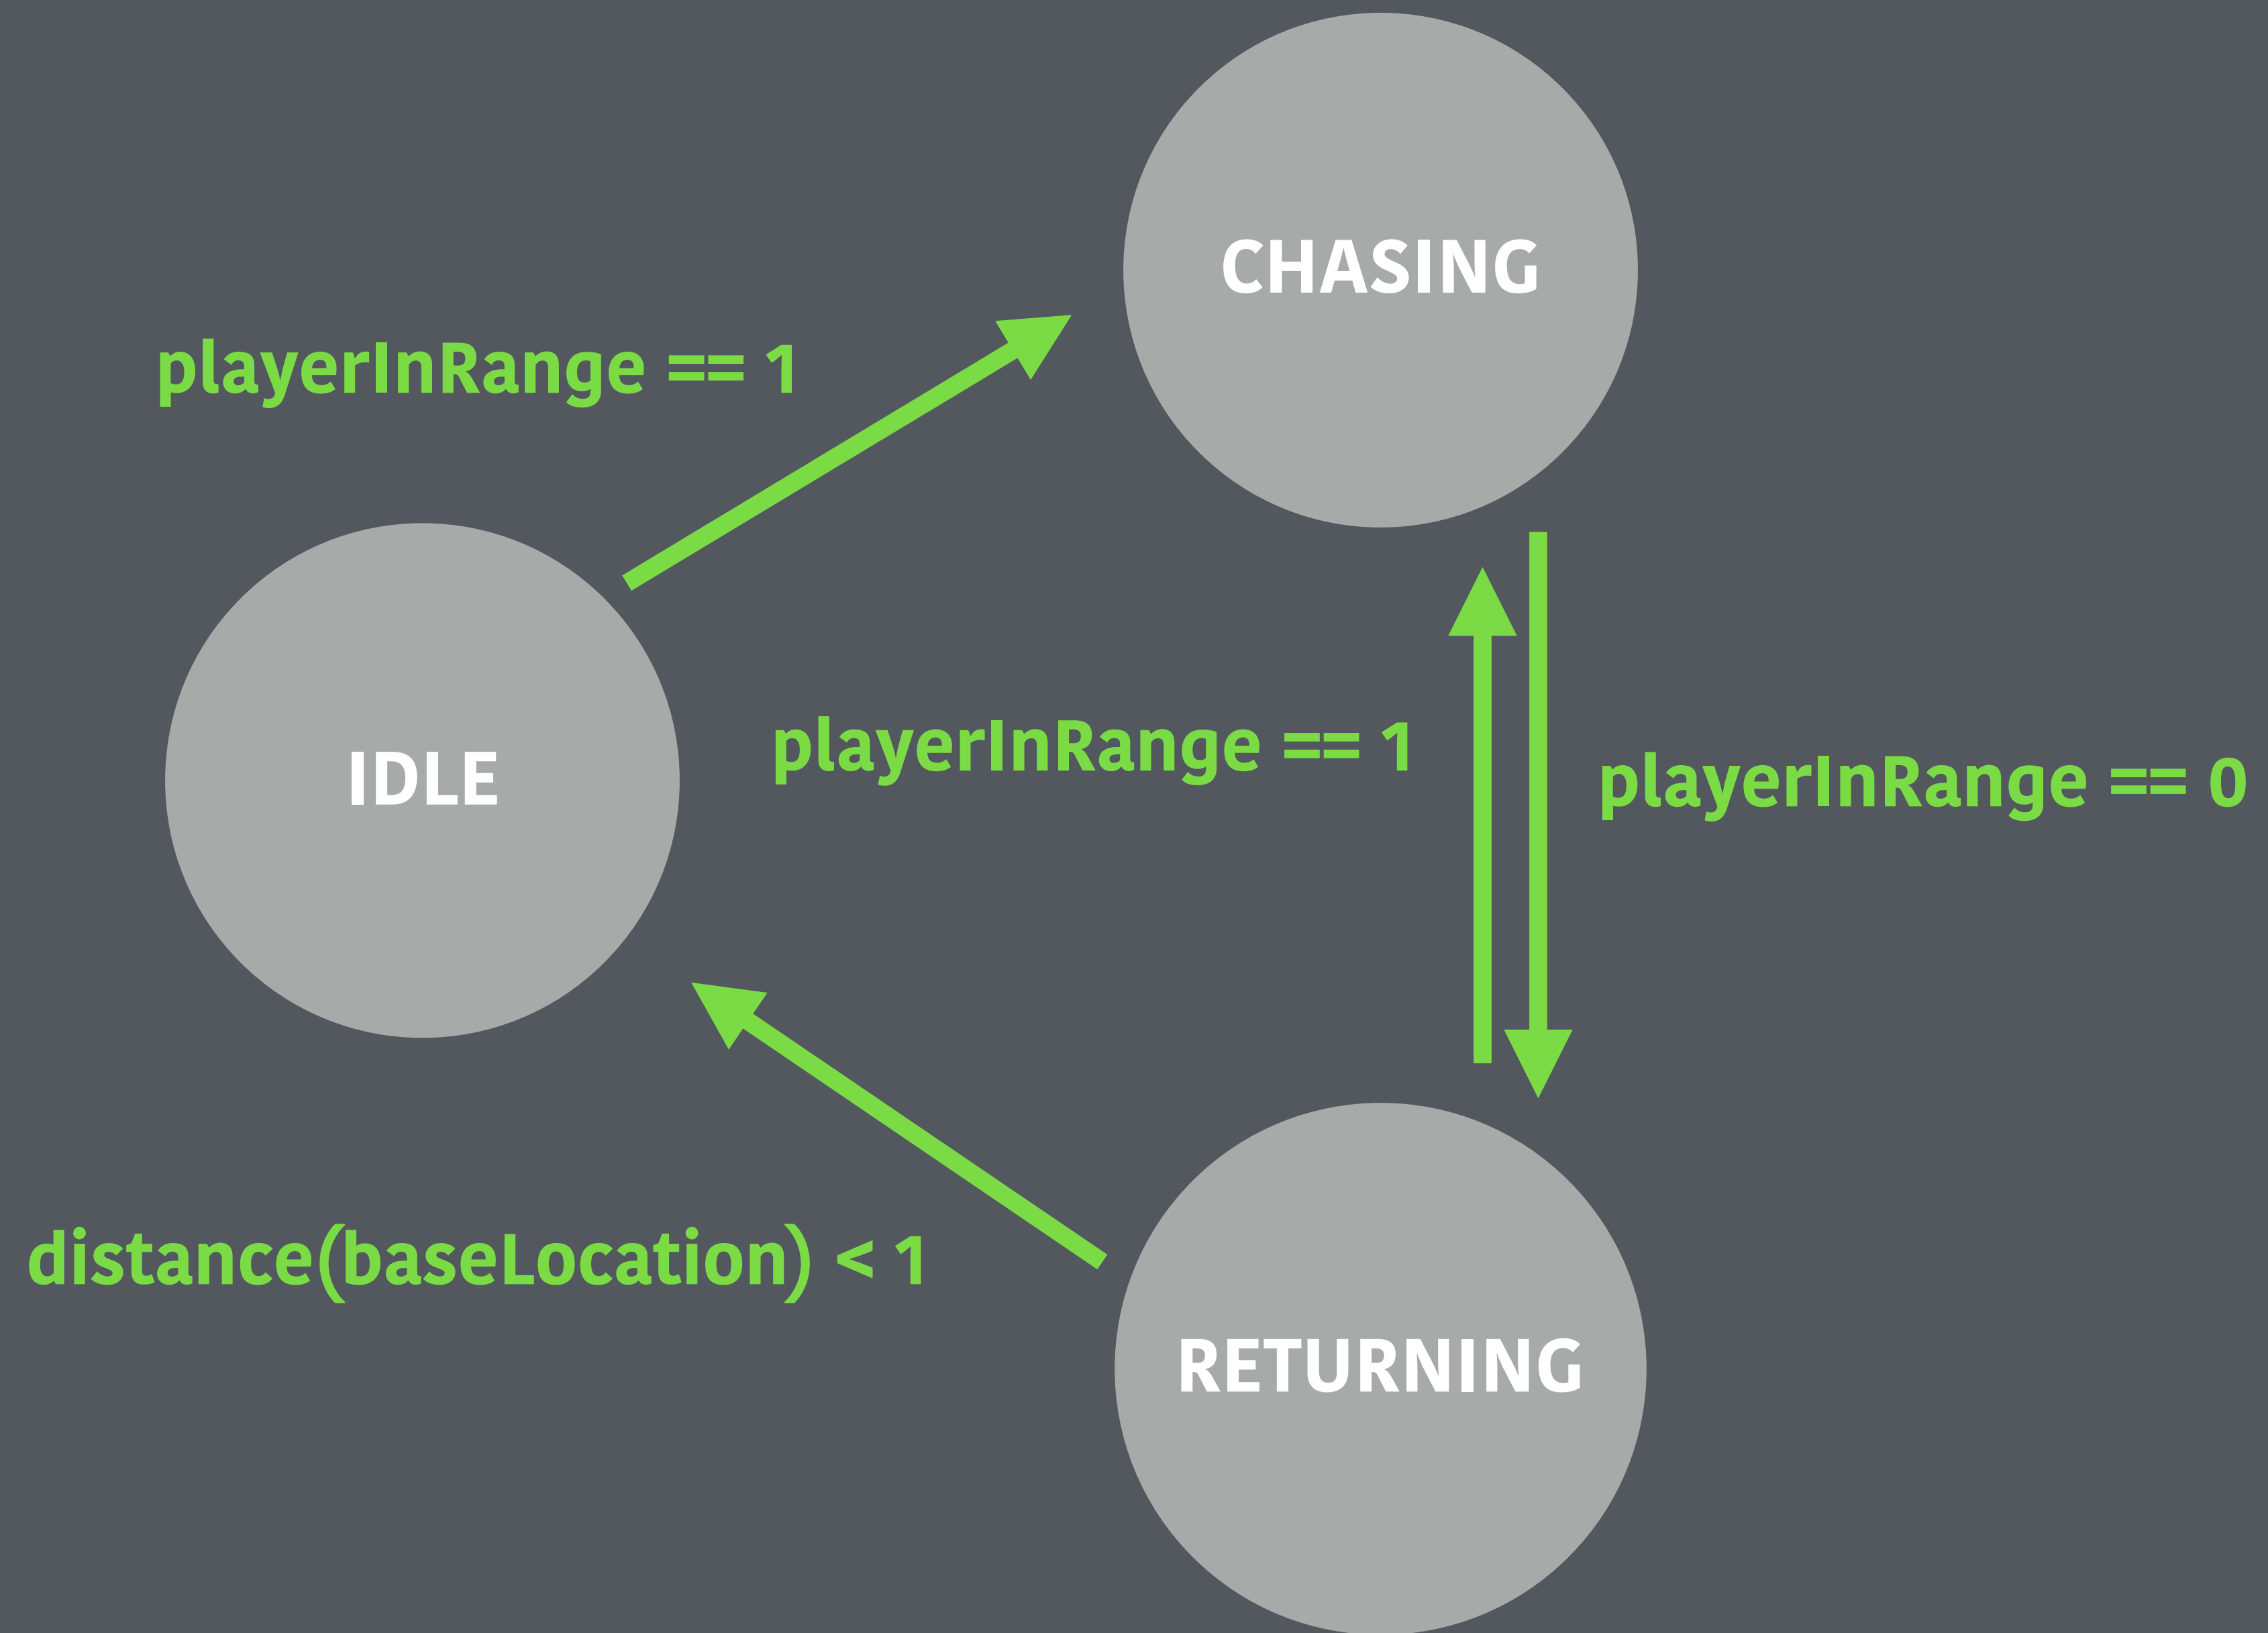 CHASING
playerInRange == 1
IDLE
playerInRange == 1
playerInRange == 0
distance(baseLocation) < 1
RETURNING